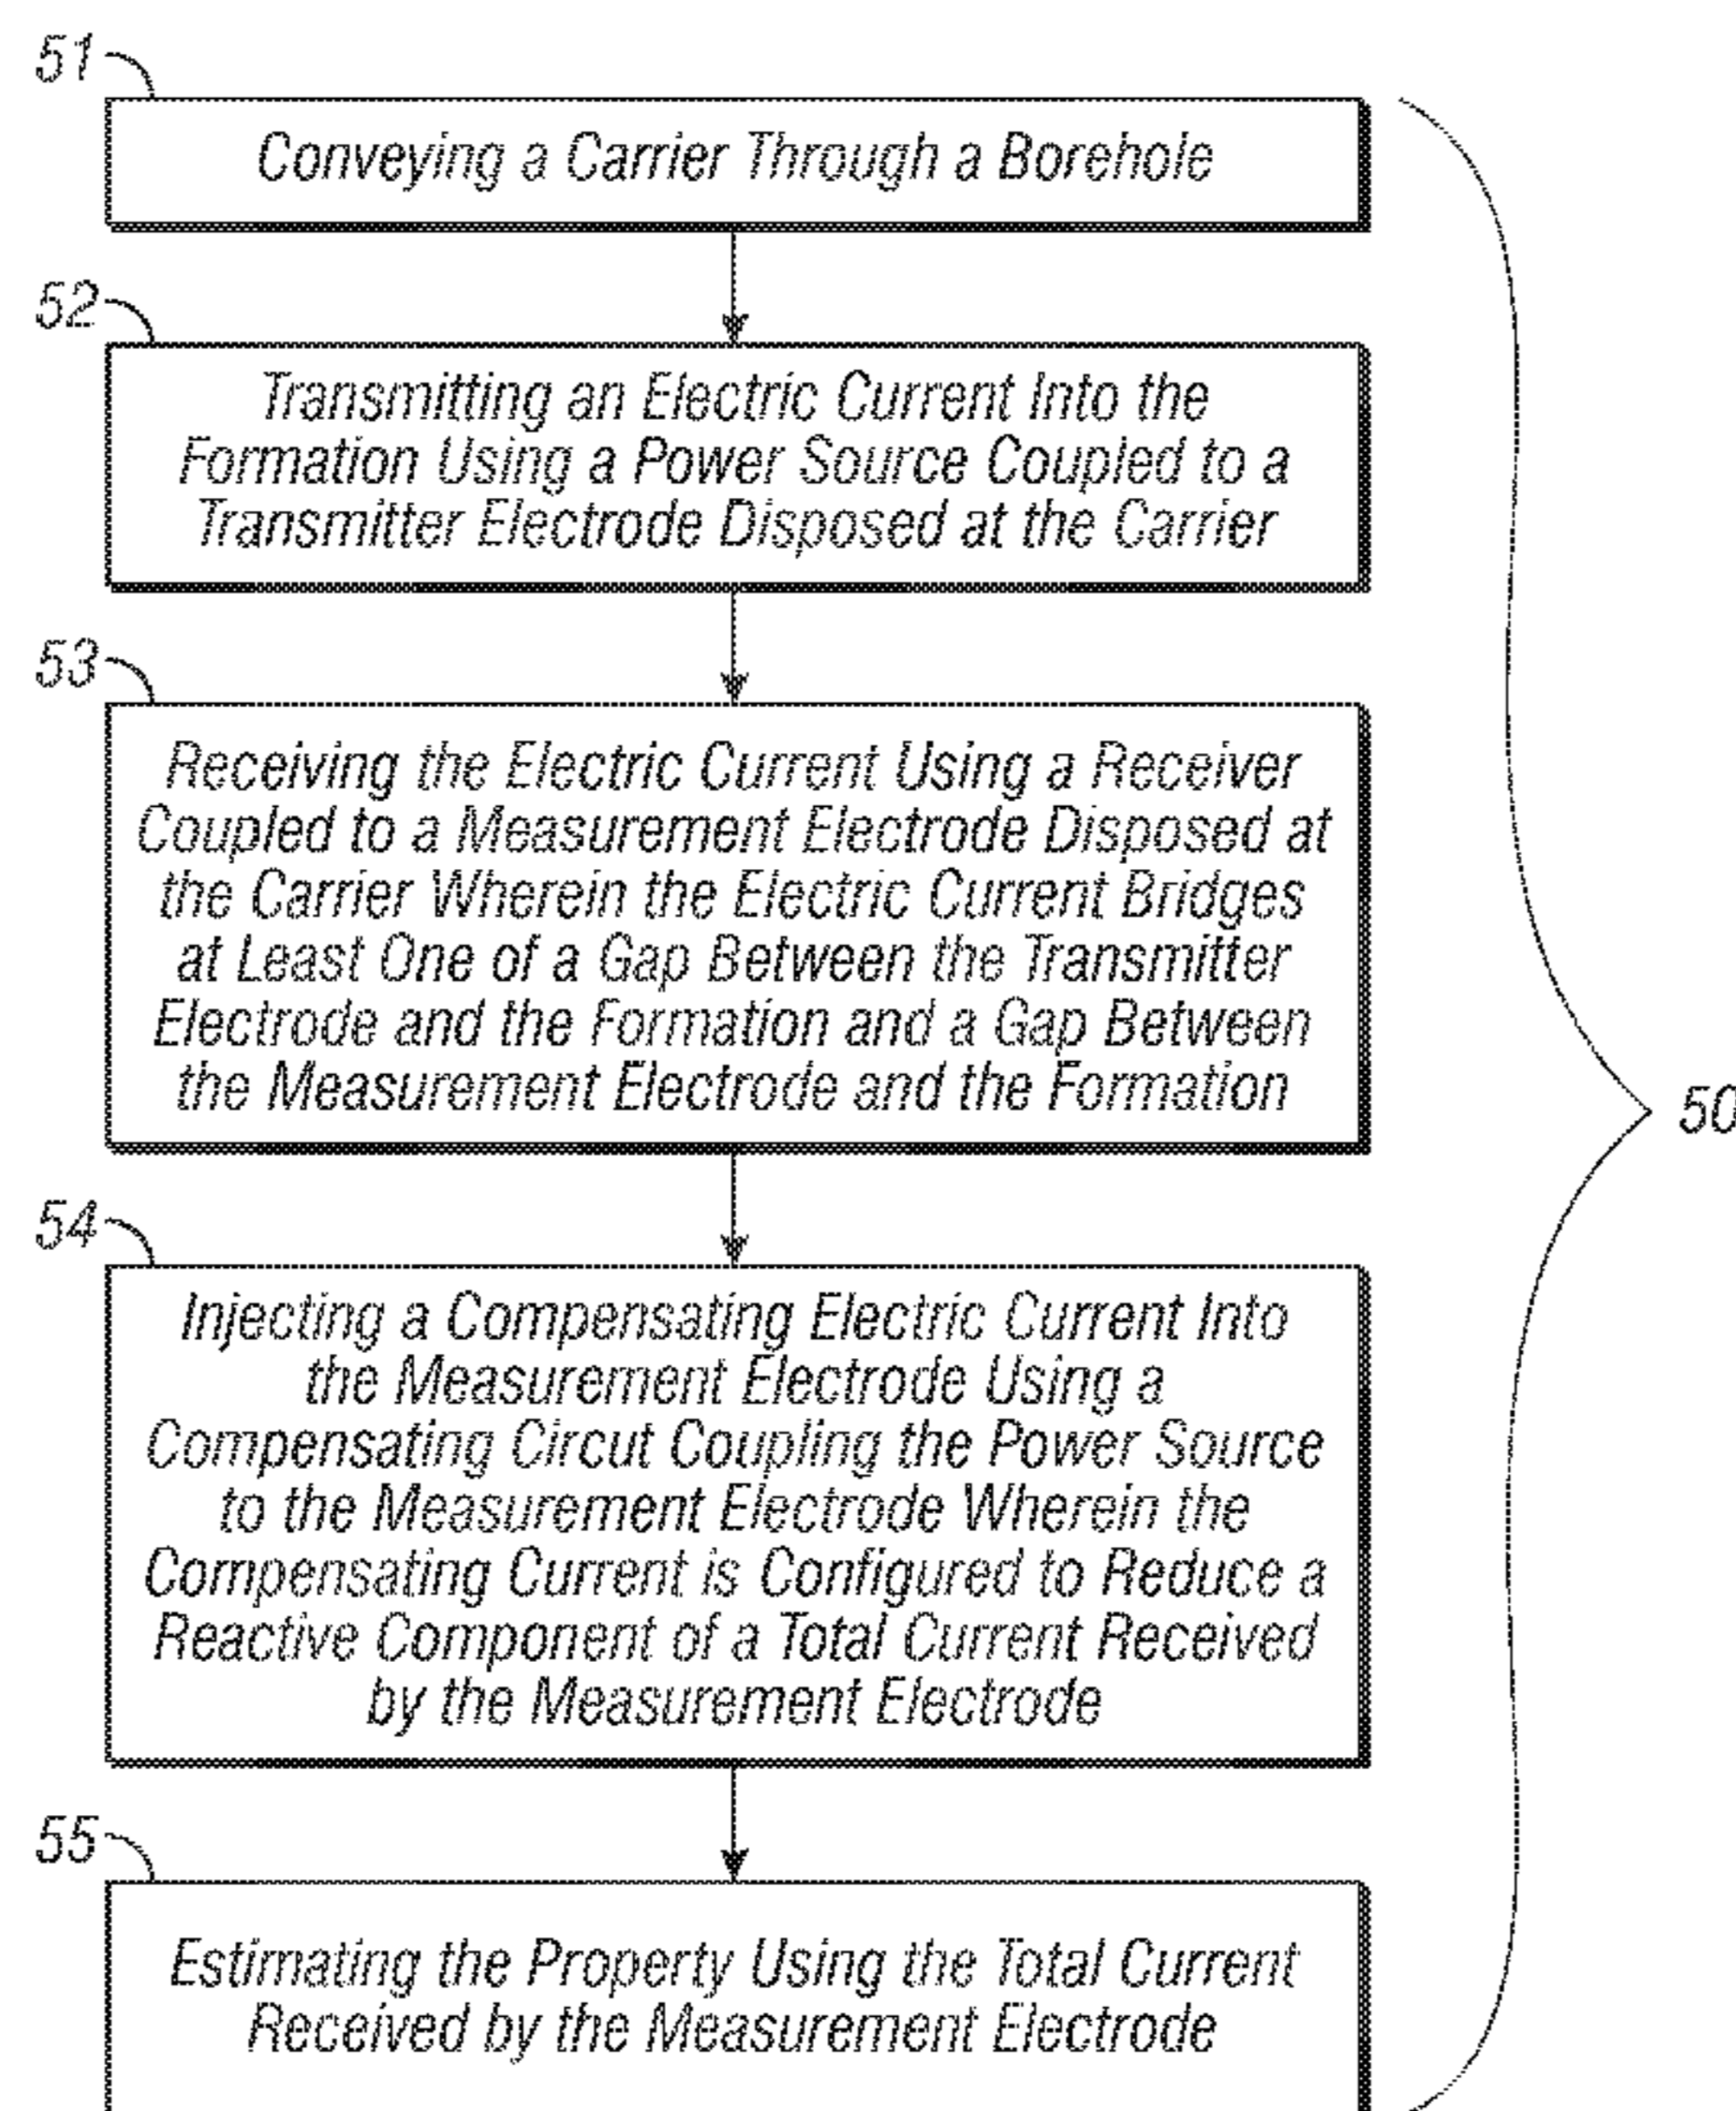 51
Conveying a Carrier Through a Borehole
52
Transmitting an Electric Current Into the
Formation Using a Power Source Coupled to a
Transmitter Electrode Disposed at the Carrier
53
Receiving the Electric Current Using a Receiver
Coupled to a Measurement Electrode Disposed at
the Carrier Wherein the Electric Current Bridges
at Least One of a Gap Between the Transmitter
Electrode and the Formation and a Gap Between
the Measurement Electrode and the Formation
50
54
Injecting a Compensating Electric Current Into
the Measurement Electrode Using a
Compensating Circut Coupling the Power Source
to the Measurement Electrode Wherein the
Compensating Current is Configured to Reduce a
Reactive Component of a Total Current Received
by the Measurement Electrode
55
Estimating the Property Using the Total Current
Received by the Measurement Electrode